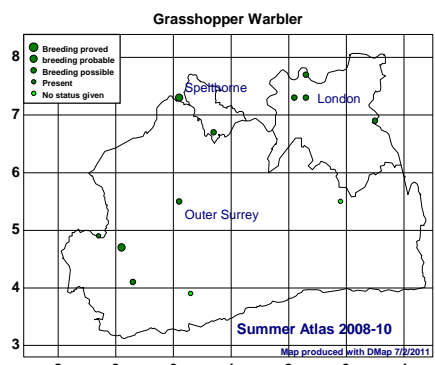 Grasshopper Warbler
8
Breeding proved
breeding probable
Breeding possible
Present
No status given
Spelthorne
London
7
6
Outer Surrey
5
4
Summer Atlas 2008-10
3
Map produced with DMap 7/2/2011